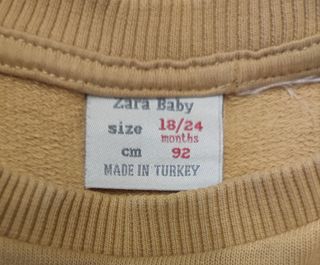 Zara Baby
size 18/24
months
cm 92
MADE IN TURKEY